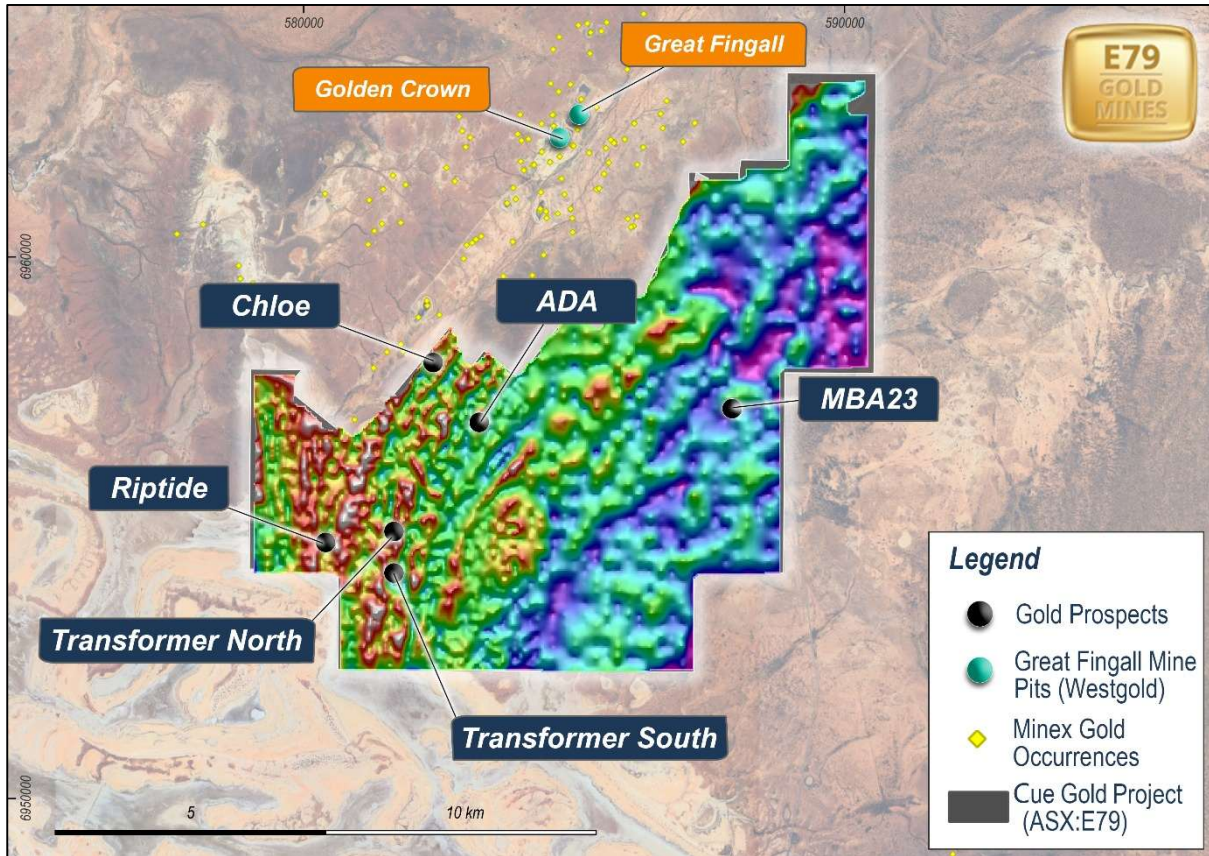 580000
590000
E79
GOLD
MINES
Great Fingall
Golden Crown
6960000
Chloe
ADA
MBA23
Riptide
Transformer North
Transformer South
6950000
5
10 km
Legend
Gold Prospects
Great Fingall Mine
Pits (Westgold)
Minex Gold
Occurrences
Cue Gold Project
(ASX:E79)